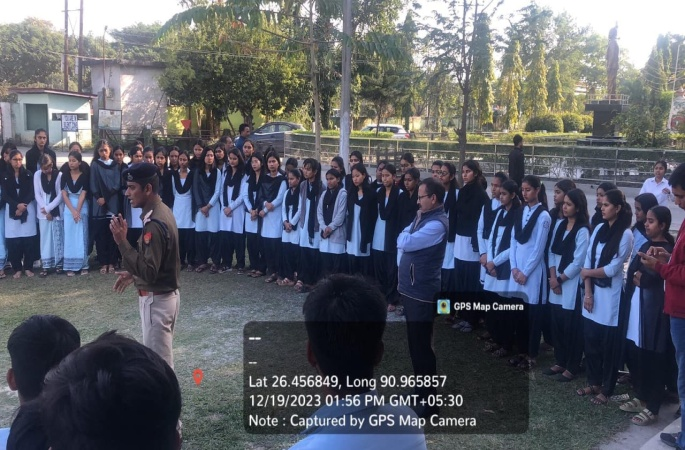 GPS Map Camera
--
--
Lat 26.456849, Long 90.965857
12/19/2023 01:56 PM GMT+05:30
Note : Captured by GPS Map Camera